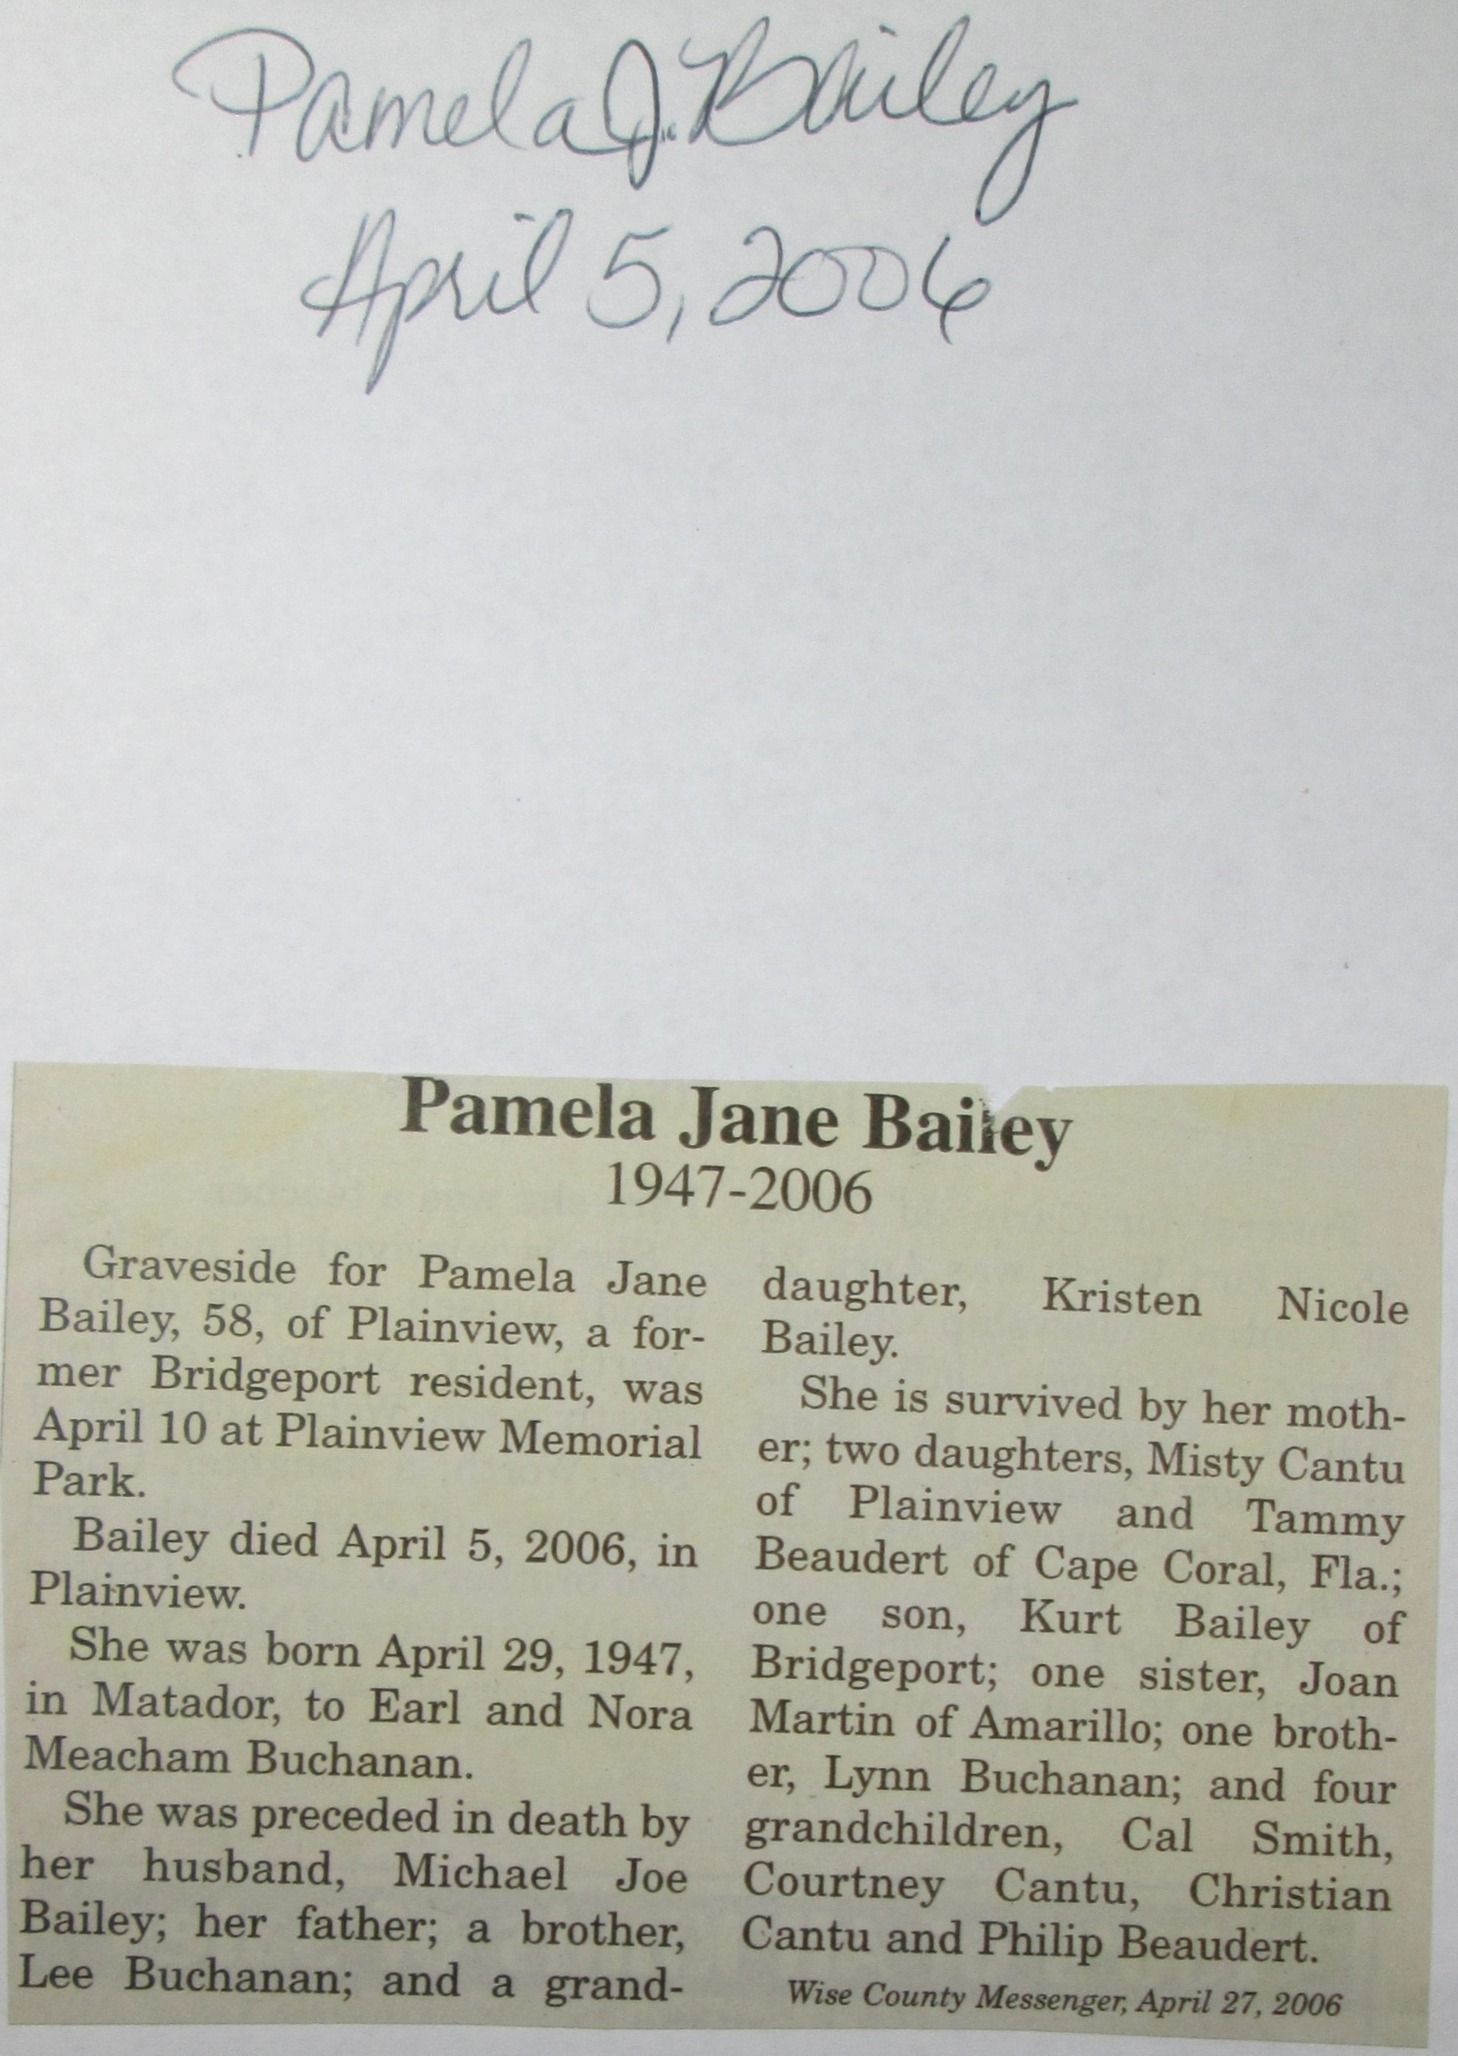 Pamela J. Bailey
April 5, 2006
Pamela Jane Bailey
1947-2006
Graveside for Pamela Jane
Bailey, 58, of Plainview, a for-
mer Bridgeport resident, was
April 10 at Plainview Memorial
Park.
Bailey died April 5, 2006, in
Plainview.
She was born April 29, 1947,
in Matador, to Earl and Nora
Meacham Buchanan.
She was preceded in death by
her husband, Michael Joe
Bailey; her father; a brother,
Lee Buchanan; and a grand-
daughter, Kristen Nicole
Bailey.
She is survived by her moth-
er; two daughters, Misty Cantu
of Plainview and Tammy
Beaudert of Cape Coral, Fla.;
one son, Kurt Bailey of
Bridgeport; one sister, Joan
Martin of Amarillo; one broth-
er, Lynn Buchanan; and four
grandchildren, Cal Smith,
Courtney Cantu, Christian
Cantu and Philip Beaudert.
Wise County Messenger, April 27, 2006